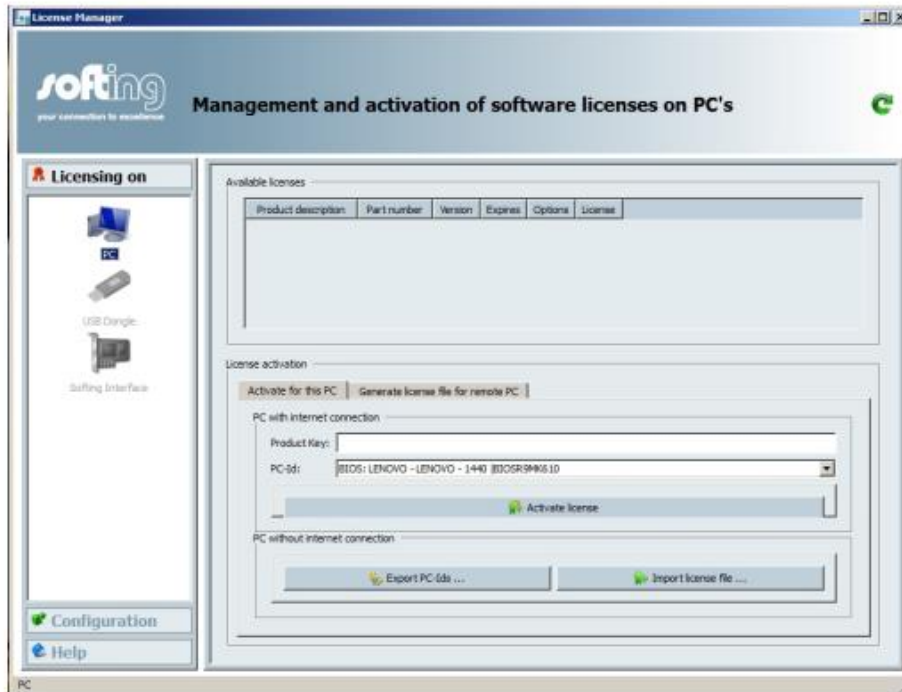 License Manager
softing
your connection to excellence
Management and activation of software licenses on PC's
Licensing on
PC
USB Dongle
Softing Interface
Configuration
Help
Available licenses
Product description Part number Version Expires Options License
License activation
Activate for this PC Generate license file for remote PC
PC with internet connection
Product Key:
PC-Id: BIOS: LENOVO -LENOVO - 1440 |BIOSR9MK610
Activate license
PC without internet connection
Export PC-Ids ... Import license file ...
PC